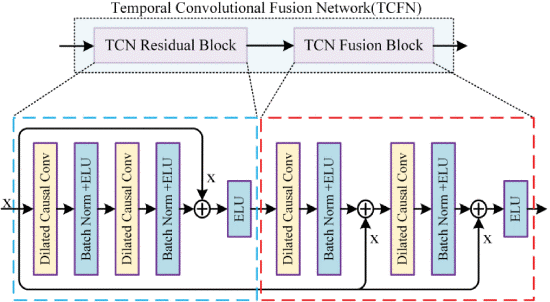 Temporal Convolutional Fusion Network(TCFN)
TCN Residual Block
TCN Fusion Block
X
Dilated Causal Conv
Batch Norm +ELU
Dilated Causal Conv
Batch Norm +ELU
X
ELU
Dilated Causal Conv
Batch Norm +ELU
X
Dilated Causal Conv
Batch Norm +ELU
X
ELU